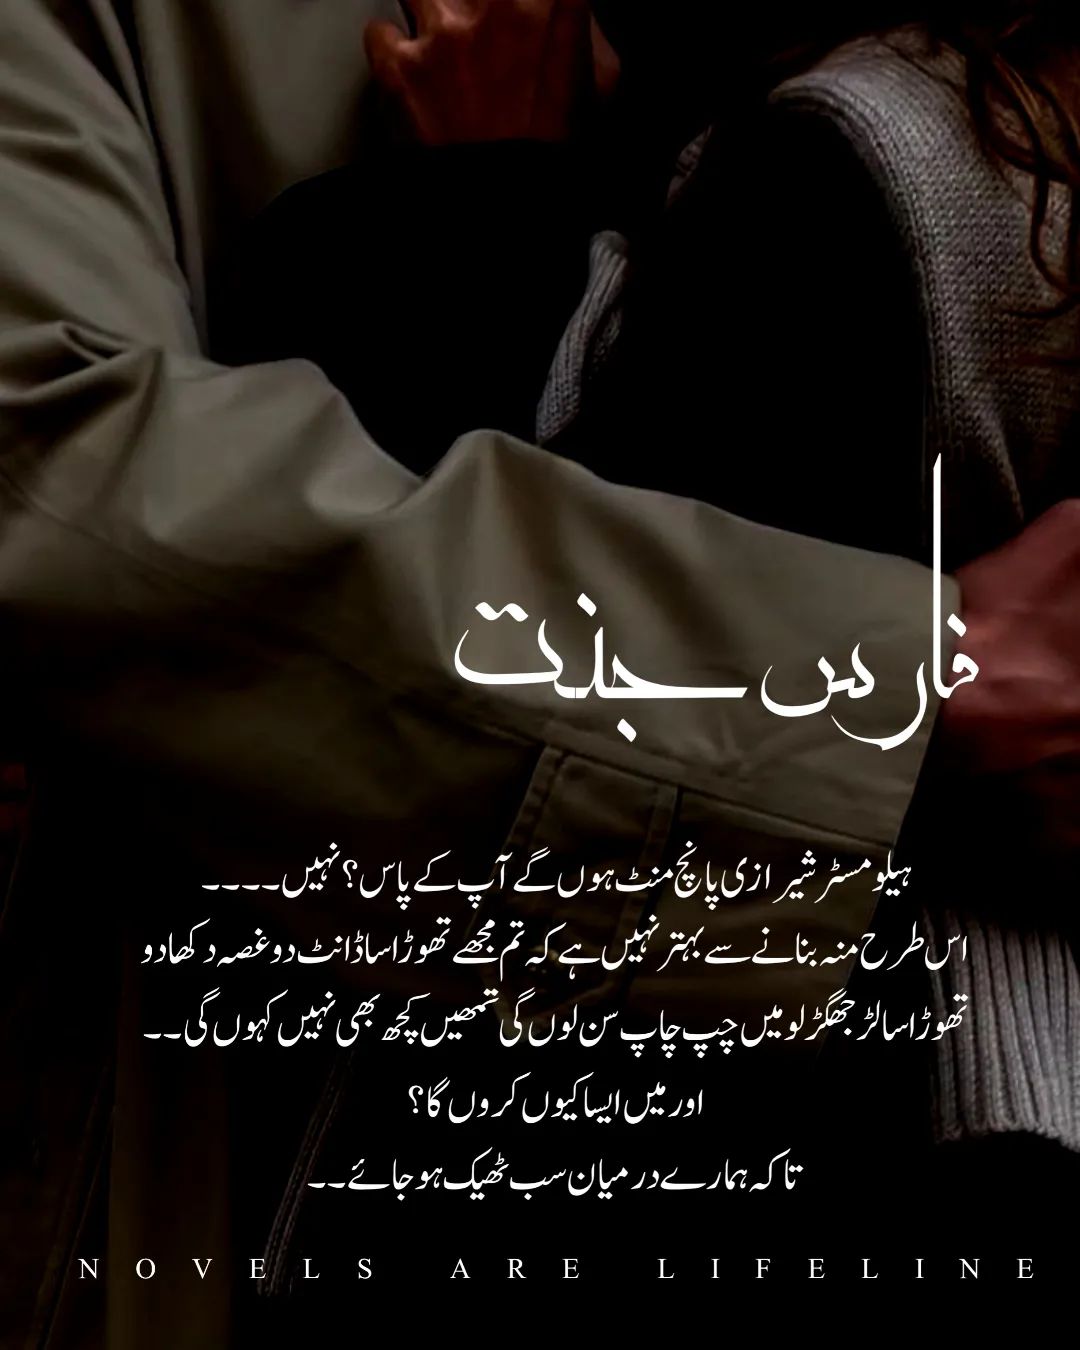 فارس جنت
ہیلو مسٹر شیرازی پانچ منٹ ہوں گے آپ کے پاس؟ نہیں۔۔۔۔
اس طرح منہ بنانے سے بہتر نہیں ہے کہ تم مجھے تھوڑا سا ڈانٹ دو غصہ دکھا دو
تھوڑا سا لڑ جھگڑ لو میں چپ چاپ سن لوں گی تمھیں کچھ بھی نہیں کہوں گی۔۔
اور میں ایسا کیوں کروں گا؟
تاکہ ہمارے درمیان سب ٹھیک ہو جائے۔۔
NOVELS ARE LIFELINE